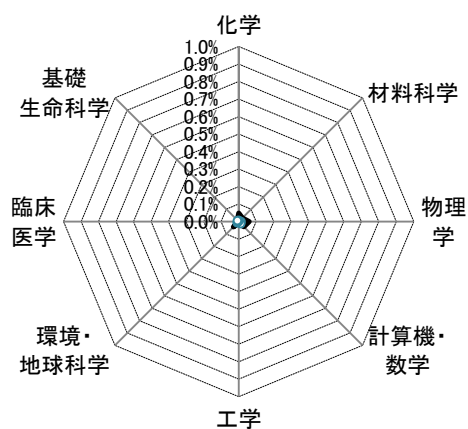 化学
1.0%
0.9%
0.8%
0.7%
0.6%
0.5%
0.4%
0.3%
0.2%
0.1%
0.0%
材料科学
物理
学
計算機・
数学
工学
環境・
地球科学
臨床
医学
基礎
生命科学